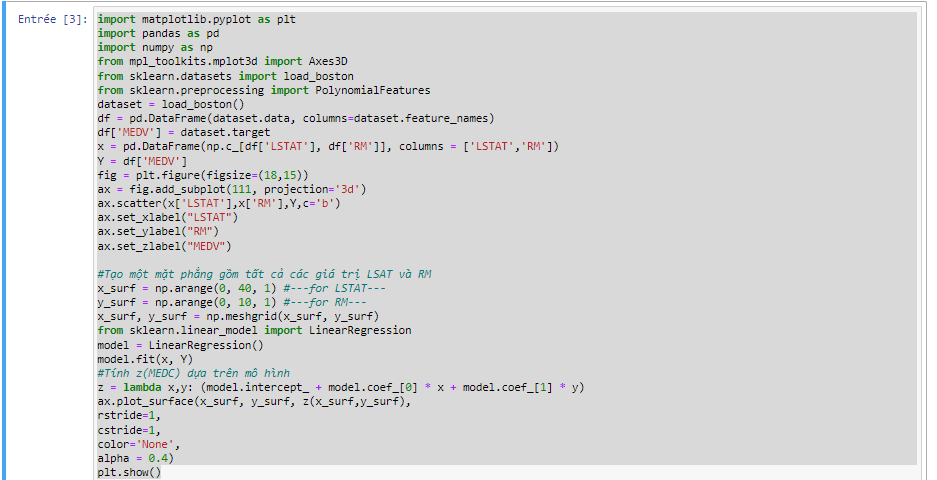 Entrée [3]: import matplotlib.pyplot as plt
import pandas as pd
import numpy as np
from mpl_toolkits.mplot3d import Axes3D
from sklearn.datasets import load_boston
from sklearn.preprocessing import PolynomialFeatures
dataset = load_boston()
df = pd.DataFrame(dataset.data, columns=dataset.feature_names)
df['MEDV'] = dataset.target
x = pd.DataFrame(np.c_[df['LSTAT'], df['RM']], columns = ['LSTAT','RM'])
Y = df['MEDV']
fig = plt.figure(figsize=(18,15))
ax = fig.add_subplot(111, projection='3d')
ax.scatter(x['LSTAT'],x['RM'],Y,c='b')
ax.set_xlabel("LSTAT")
ax.set_ylabel("RM")
ax.set_zlabel("MEDV")
#Tạo một mặt phẳng gồm tất cả các giá trị LSAT và RM
x_surf = np.arange(0, 40, 1) #---for LSTAT---
y_surf = np.arange(0, 10, 1) #---for RM---
x_surf, y_surf = np.meshgrid(x_surf, y_surf)
from sklearn.linear_model import LinearRegression
model = LinearRegression()
model.fit(x, Y)
#Tính z(MEDC) dựa trên mô hình
z = lambda x,y: (model.intercept_ + model.coef_[0] * x + model.coef_[1] * y)
ax.plot_surface(x_surf, y_surf, z(x_surf,y_surf),
rstride=1,
cstride=1,
color='None',
alpha = 0.4)
plt.show()